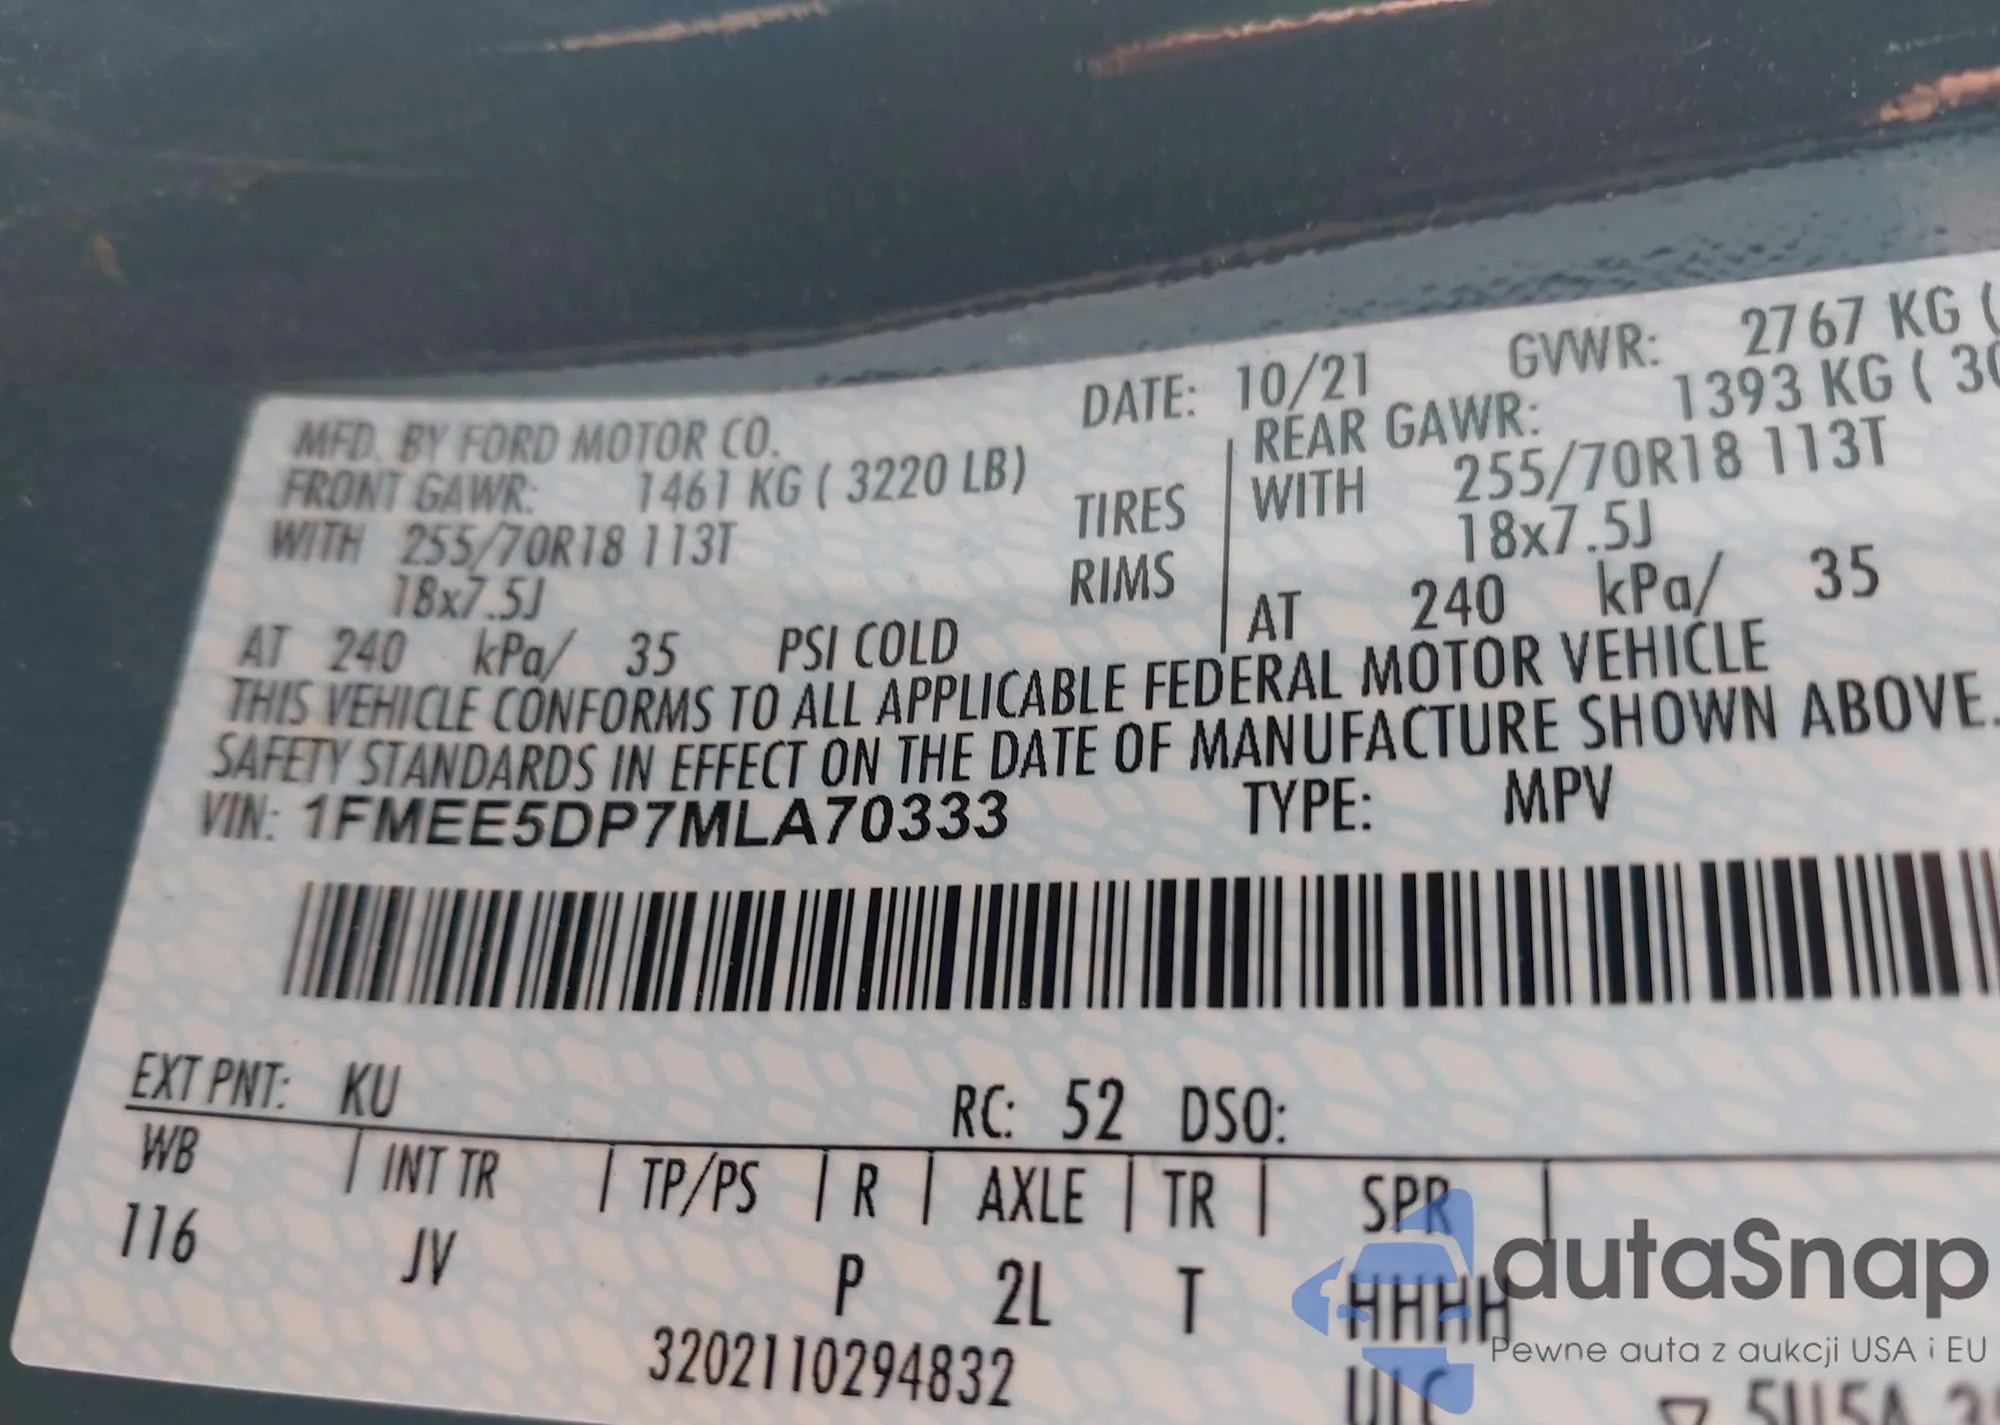 MFD. BY FORD MOTOR CO. DATE: 10/21 GVWR: 2767 KG (
FRONT GAWR: 1461 KG ( 3220 LB) REAR GAWR: 1393 KG ( 30
WITH 255/70R18 113T TIRES WITH 255/70R18 113T
18x7.5J RIMS 18x7.5J
AT 240 kPa/ 35 PSI COLD AT 240 kPa/ 35
THIS VEHICLE CONFORMS TO ALL APPLICABLE FEDERAL MOTOR VEHICLE
SAFETY STANDARDS IN EFFECT ON THE DATE OF MANUFACTURE SHOWN ABOVE.
VIN: 1FMEE5DP7MLA70333 TYPE: MPV
EXT PNT: KU RC: 52 DSO:
WB | INT TR | TP/PS | R | AXLE | TR | SPR |
116 JV P 2L T HHHH
3202110294832
autaSnap
Pewne auta z aukcji USA i EU